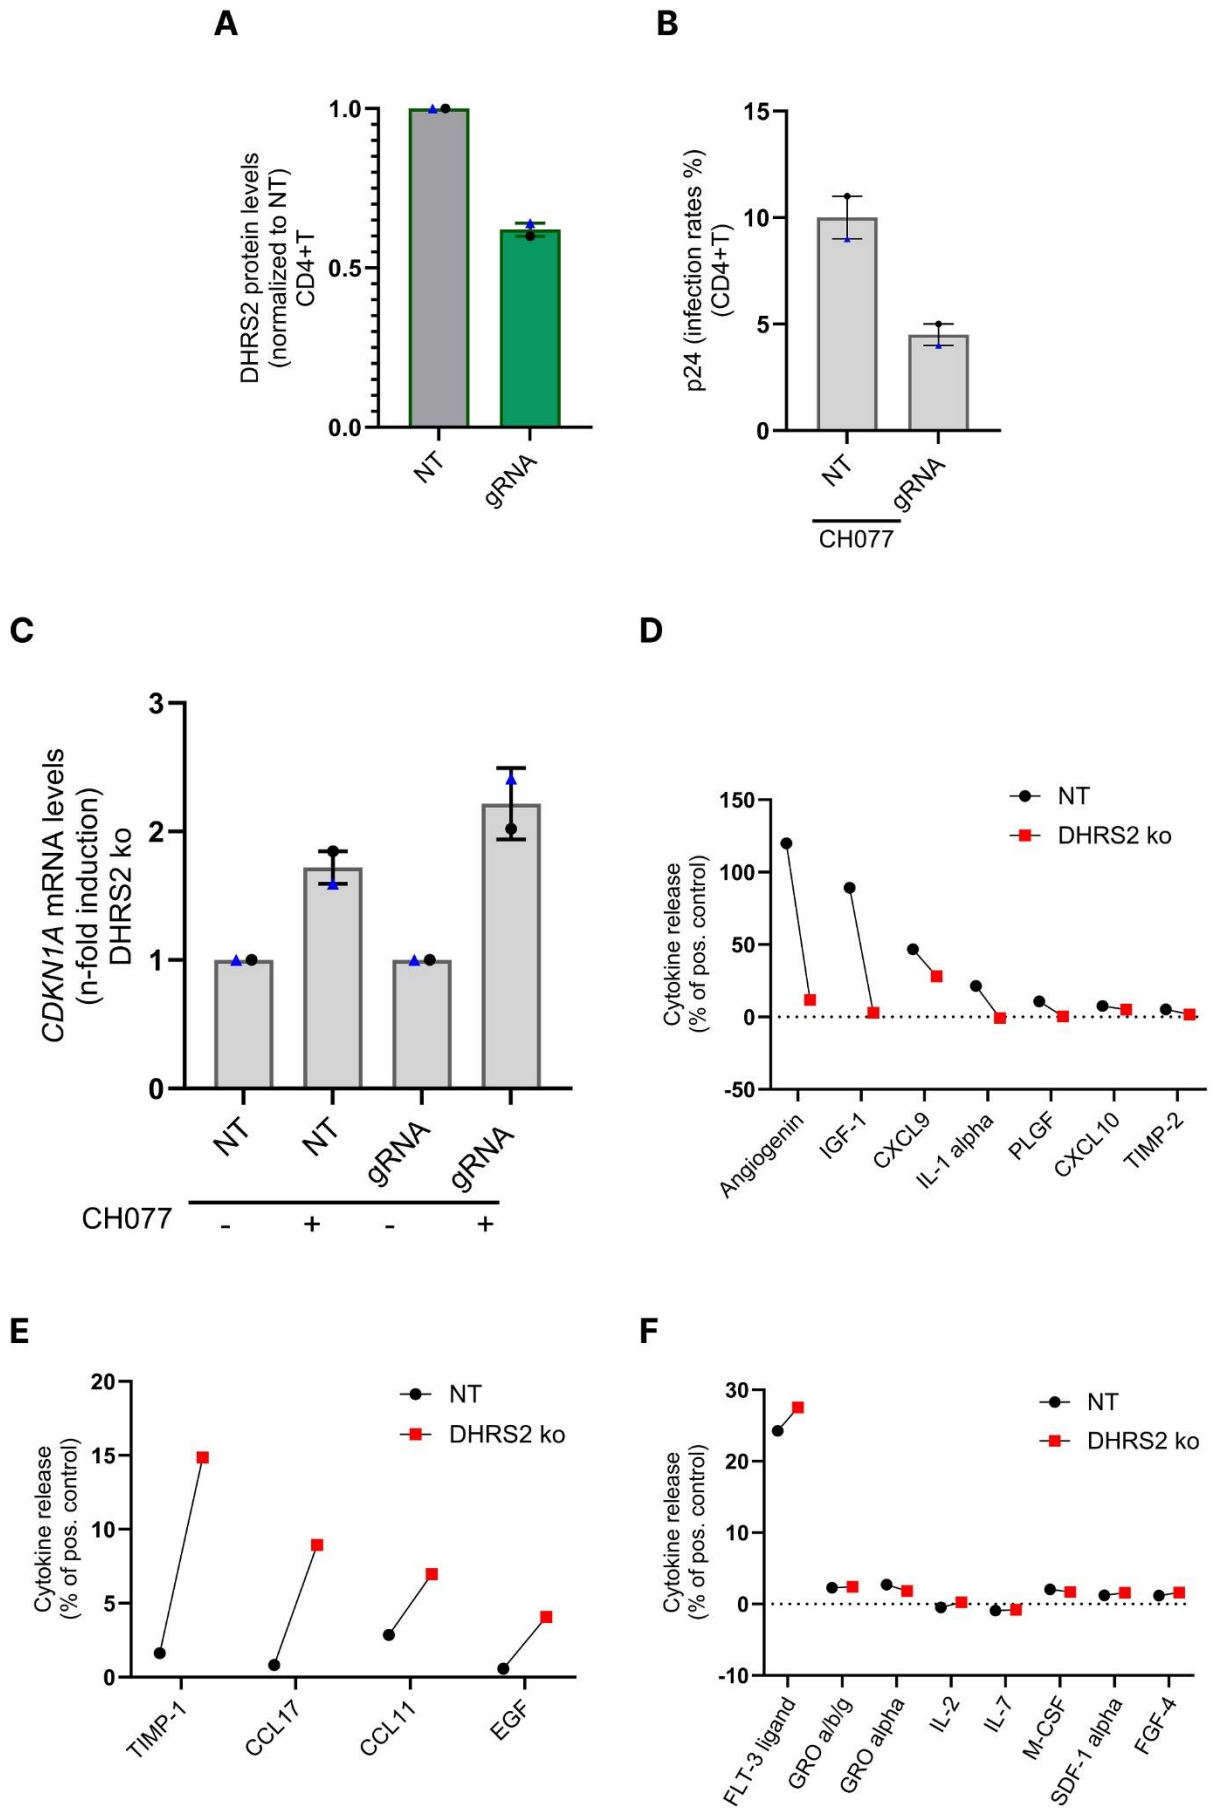 A
DHRS2 protein levels
(normalized to NT)
CD4+T
1.0
0.5
0.0
NT
gRNA
B
p24 (infection rates %)
(CD4+T)
15
10
5
0
NT
gRNA
CH077
C
CDKN1A mRNA levels
(n-fold induction)
DHRS2 ko
3
2
1
0
NT
NT
gRNA
gRNA
CH077
- + - +
D
Cytokine release
(% of pos. control)
150
100
50
0
-50
NT
DHRS2 ko
Angiogenin
IGF-1
CXCL9
IL-1 alpha
PLGF
CXCL10
TIMP-2
E
Cytokine release
(% of pos. control)
20
15
10
5
0
NT
DHRS2 ko
TIMP-1
CCL17
CCL11
EGF
F
Cytokine release
(% of pos. control)
30
20
10
0
-10
NT
DHRS2 ko
FLT-3 ligand
GRO a/b/g
GRO alpha
IL-2
IL-7
M-CSF
SDF-1 alpha
FGF-4